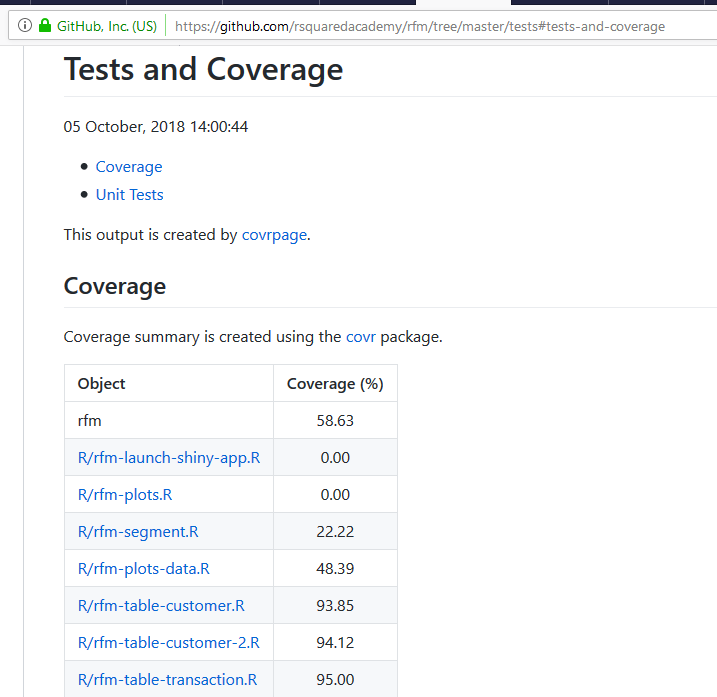 GitHub, Inc. (US) https://github.com/rsquaredacademy/rfm/tree/master/tests#tests-and-coverage
Tests and Coverage
05 October, 2018 14:00:44
Coverage
Unit Tests
This output is created by covrpage.
Coverage
Coverage summary is created using the covr package.
Object Coverage (%)
rfm 58.63
R/rfm-launch-shiny-app.R 0.00
R/rfm-plots.R 0.00
R/rfm-segment.R 22.22
R/rfm-plots-data.R 48.39
R/rfm-table-customer.R 93.85
R/rfm-table-customer-2.R 94.12
R/rfm-table-transaction.R 95.00